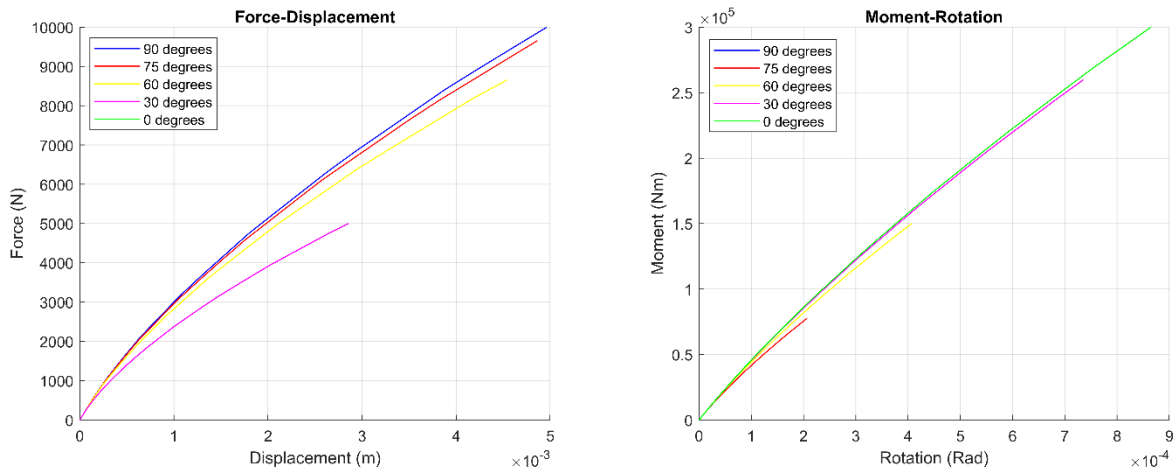 Force-Displacement
10000
9000
8000
7000
6000
5000
4000
3000
2000
1000
0
Force (N)
90 degrees
75 degrees
60 degrees
30 degrees
0 degrees
0 1 2 3 4 5
Displacement (m)
×10⁻³
Moment-Rotation
×10⁵
3
2.5
2
1.5
1
0.5
0
Moment (Nm)
90 degrees
75 degrees
60 degrees
30 degrees
0 degrees
0 1 2 3 4 5 6 7 8 9
Rotation (Rad)
×10⁻⁴